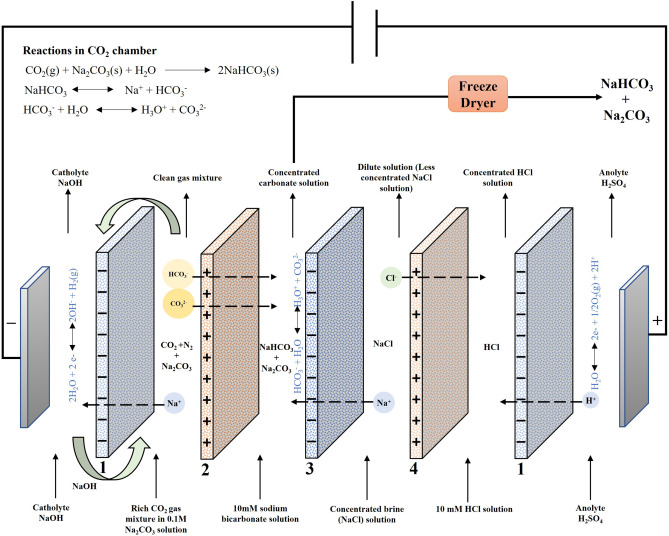 Reactions in CO₂ chamber
CO₂(g) + Na₂CO₃(s) + H₂O ⟶ 2NaHCO₃(s)
NaHCO₃ ⟷ Na⁺ + HCO₃⁻
HCO₃⁻ + H₂O ⟷ H₃O⁺ + CO₃²⁻
Freeze
Dryer
NaHCO₃
+
Na₂CO₃
Catholyte
NaOH
Clean gas mixture
Concentrated
carbonate solution
Dilute solution (Less
concentrated NaCl
solution)
Concentrated HCl
solution
Anolyte
H₂SO₄
−
+
2H₂O + 2 e- ⟷ 2OH⁻ + H₂(g)
HCO₃⁻
CO₃²⁻
CO₂ +N₂
+
Na₂CO₃
Na⁺
NaHCO₃
+
Na₂CO₃
HCO₃⁻ + H₂O ⟷ H₃O⁺ + CO₃²⁻
Cl⁻
NaCl
Na⁺
HCl
H⁺
H₂O ⟷ 2e- + 1/2O₂(g) + 2H⁺
1
2
3
4
1
NaOH
Catholyte
NaOH
Rich CO₂ gas
mixture in 0.1M
Na₂CO₃ solution
10mM sodium
bicarbonate solution
Concentrated brine
(NaCl) solution
10 mM HCl solution
Anolyte
H₂SO₄